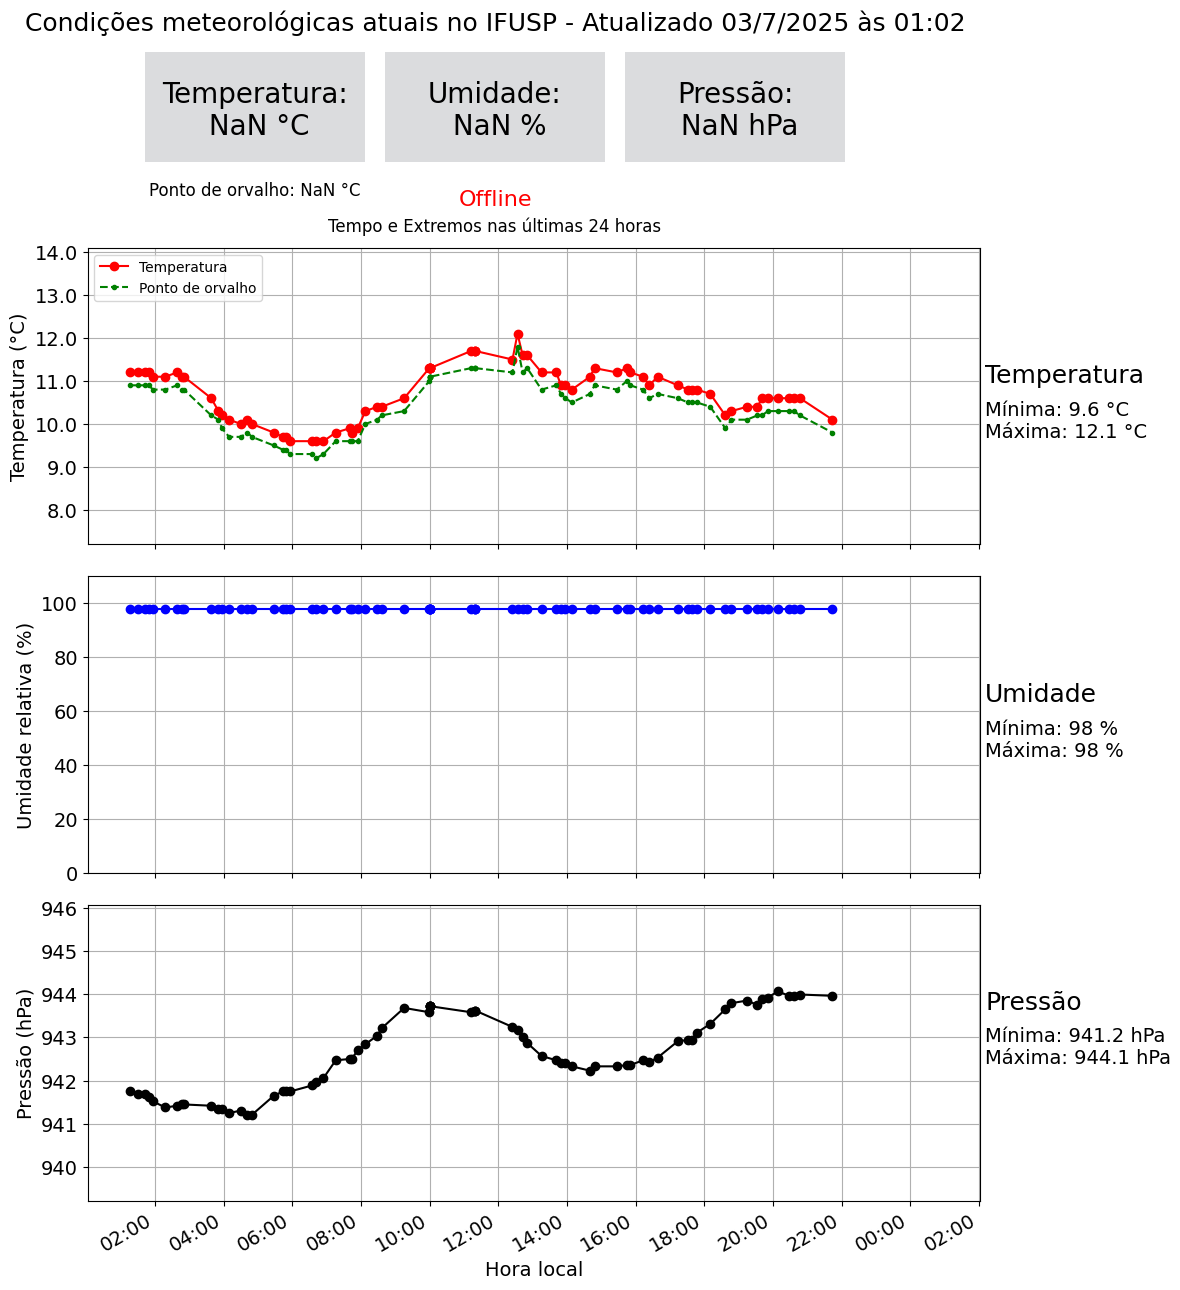 Condições meteorológicas atuais no IFUSP - Atualizado 03/7/2025 às 01:02
Temperatura:
NaN °C
Umidade:
NaN %
Pressão:
NaN hPa
Ponto de orvalho: NaN °C
Offline
Tempo e Extremos nas últimas 24 horas
Temperatura (°C)
14.0
13.0
12.0
11.0
10.0
9.0
8.0
Temperatura
Ponto de orvalho
Temperatura
Mínima: 9.6 °C
Máxima: 12.1 °C
Umidade relativa (%)
100
80
60
40
20
0
Umidade
Mínima: 98 %
Máxima: 98 %
Pressão (hPa)
946
945
944
943
942
941
940
Pressão
Mínima: 941.2 hPa
Máxima: 944.1 hPa
02:00 04:00 06:00 08:00 10:00 12:00 14:00 16:00 18:00 20:00 22:00 00:00 02:00
Hora local